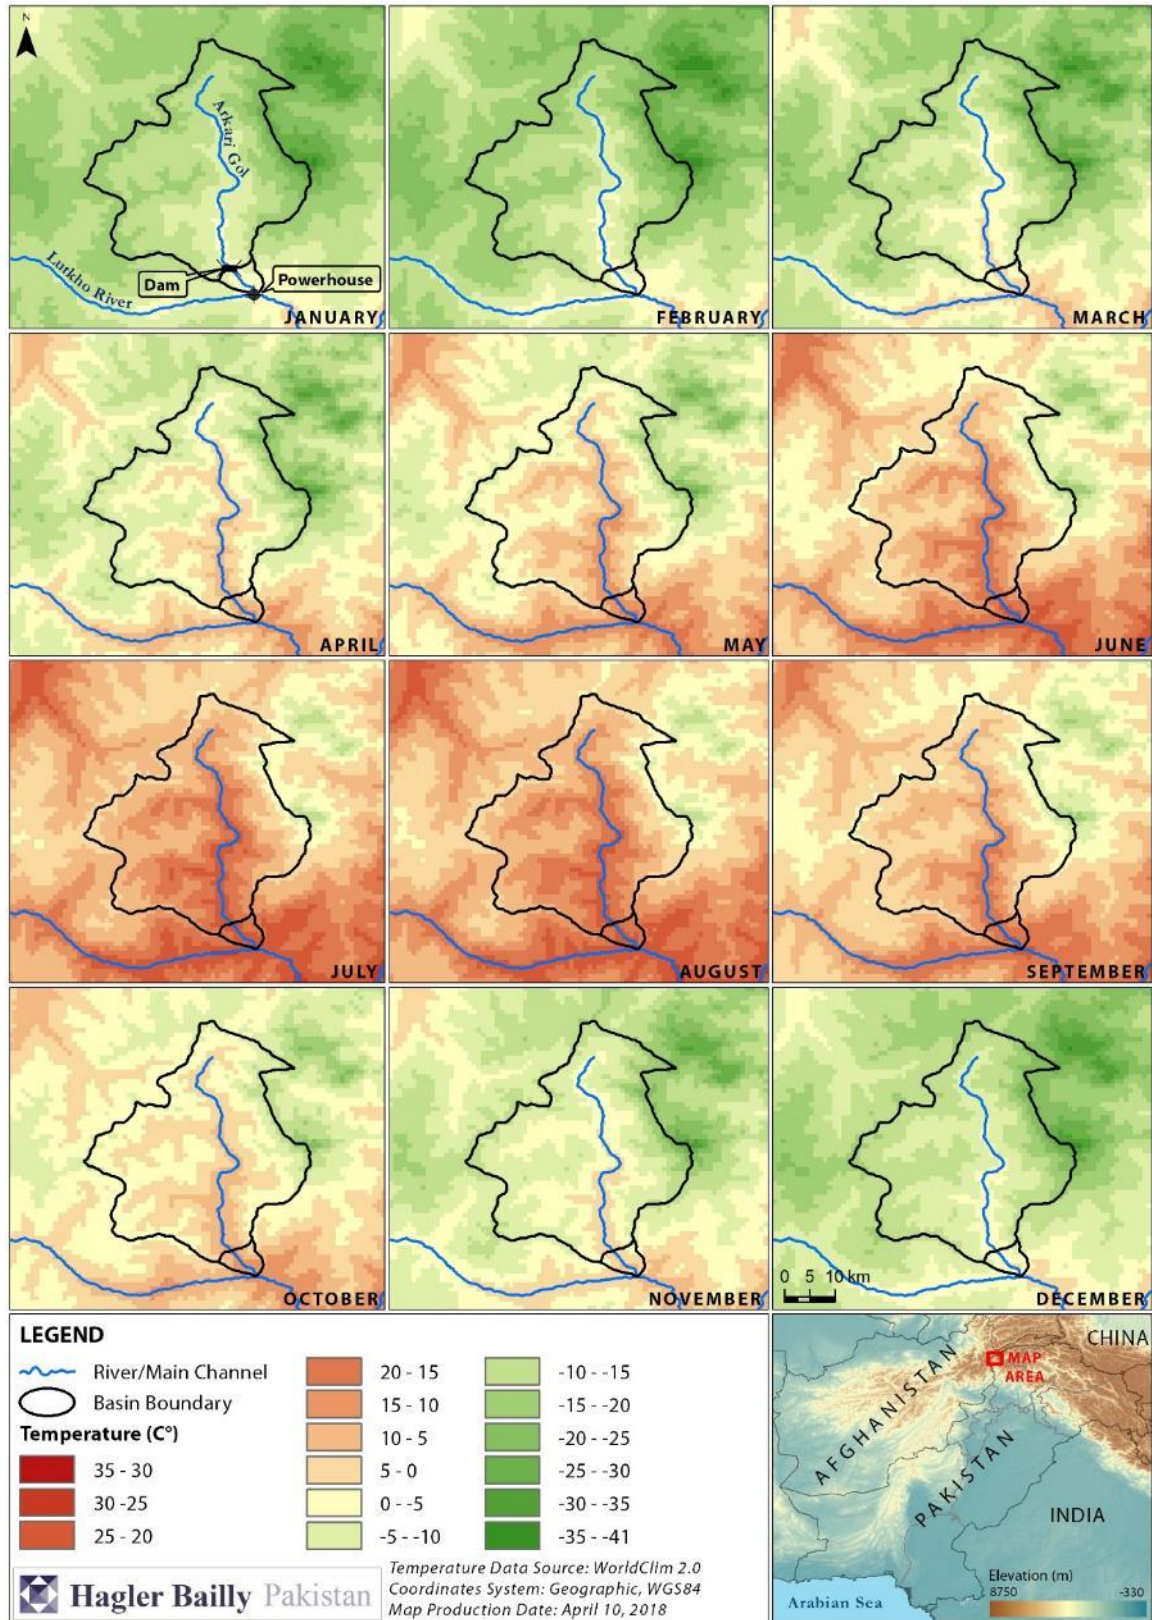 N
Arkari Gol
Lutkho River
Dam
Powerhouse
JANUARY
FEBRUARY
MARCH
APRIL
MAY
JUNE
JULY
AUGUST
SEPTEMBER
OCTOBER
NOVEMBER
0 5 10 km
DECEMBER
LEGEND
River/Main Channel
Basin Boundary
Temperature (C°)
35 - 30
30 -25
25 - 20
20 - 15
15 - 10
10 - 5
5 - 0
0 - -5
-5 - -10
-10 - -15
-15 - -20
-20 - -25
-25 - -30
-30 - -35
-35 - -41
Hagler Bailly Pakistan
Temperature Data Source: WorldClim 2.0
Coordinates System: Geographic, WGS84
Map Production Date: April 10, 2018
CHINA
MAP
AREA
AFGHANISTAN
PAKISTAN
INDIA
Arabian Sea
Elevation (m)
8750 -330